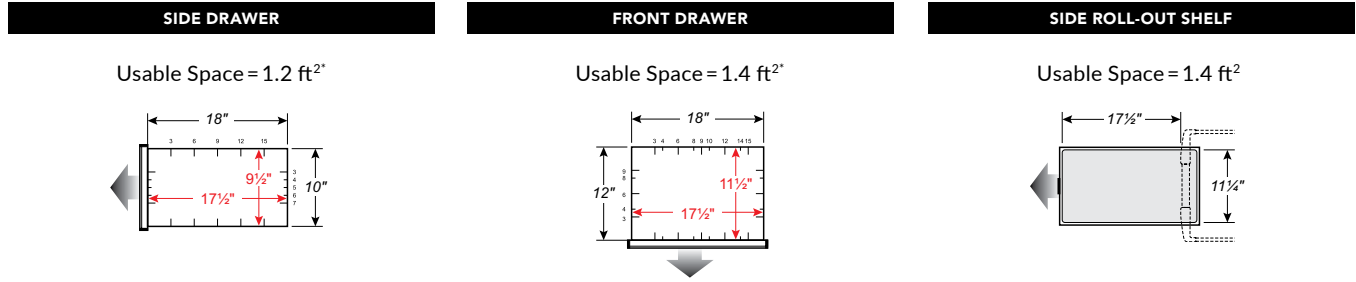 SIDE DRAWER
Usable Space = 1.2 ft²*
18"
3 6 9 12 15
9½"
17½"
3
4
5
6
7
10"
FRONT DRAWER
Usable Space = 1.4 ft²*
18"
3 4 6 8 9 10 12 14 15
9
8
6
4
3
12"
11½"
17½"
SIDE ROLL-OUT SHELF
Usable Space = 1.4 ft²
17½"
11¼"